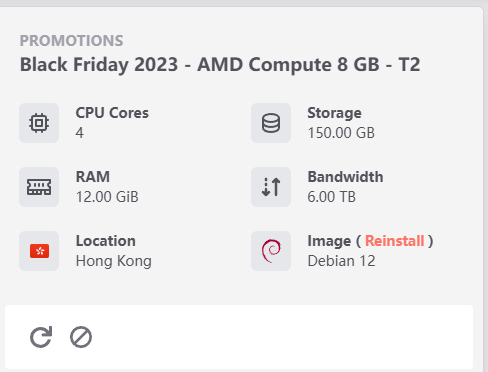 PROMOTIONS
Black Friday 2023 - AMD Compute 8 GB - T2
CPU Cores
4
Storage
150.00 GB
RAM
12.00 GiB
Bandwidth
6.00 TB
Location
Hong Kong
Image ( Reinstall )
Debian 12